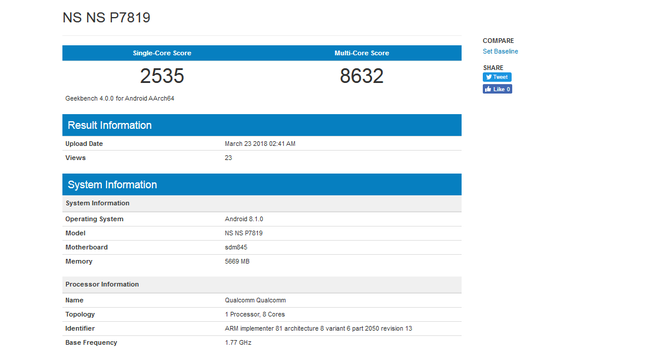 NS NS P7819
COMPARE
Set Baseline
SHARE
Tweet
Like 0
Single-Core Score Multi-Core Score
2535 8632
Geekbench 4.0.0 for Android AArch64
Result Information
Upload Date March 23 2018 02:41 AM
Views 23
System Information
System Information
Operating System Android 8.1.0
Model NS NS P7819
Motherboard sdm845
Memory 5669 MB
Processor Information
Name Qualcomm Qualcomm
Topology 1 Processor, 8 Cores
Identifier ARM implementer 81 architecture 8 variant 6 part 2050 revision 13
Base Frequency 1.77 GHz